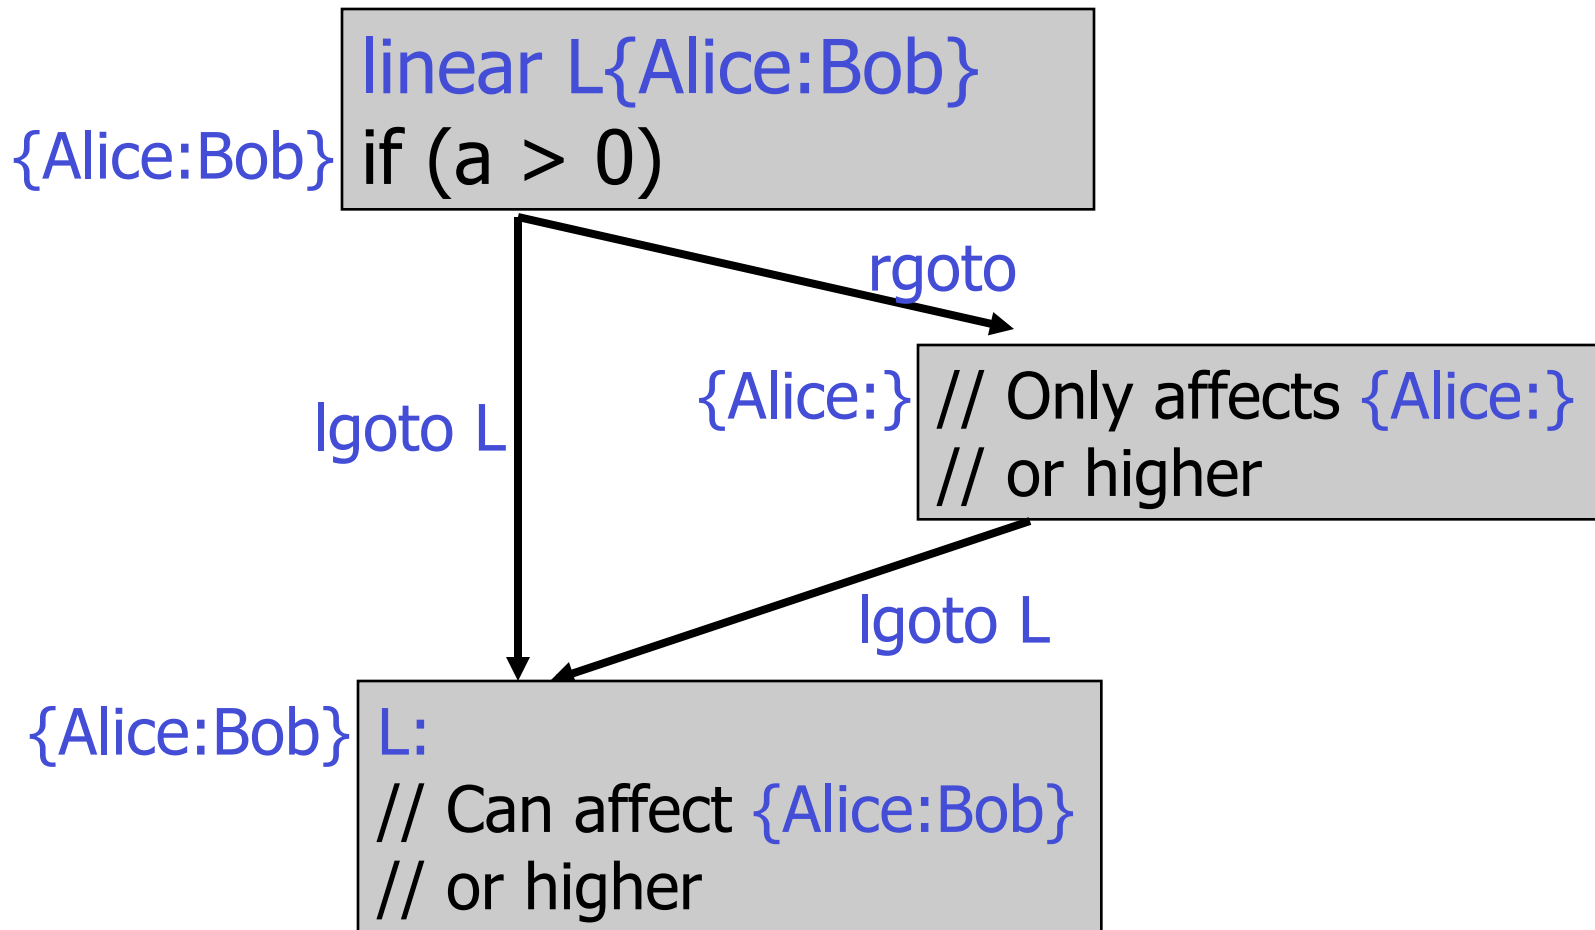 linear L{Alice:Bob}
{Alice:Bob} if (a > 0)
rgoto
{Alice:} // Only affects {Alice:}
lgoto L
// or higher
lgoto L
{Alice:Bob} L:
// Can affect {Alice:Bob}
// or higher